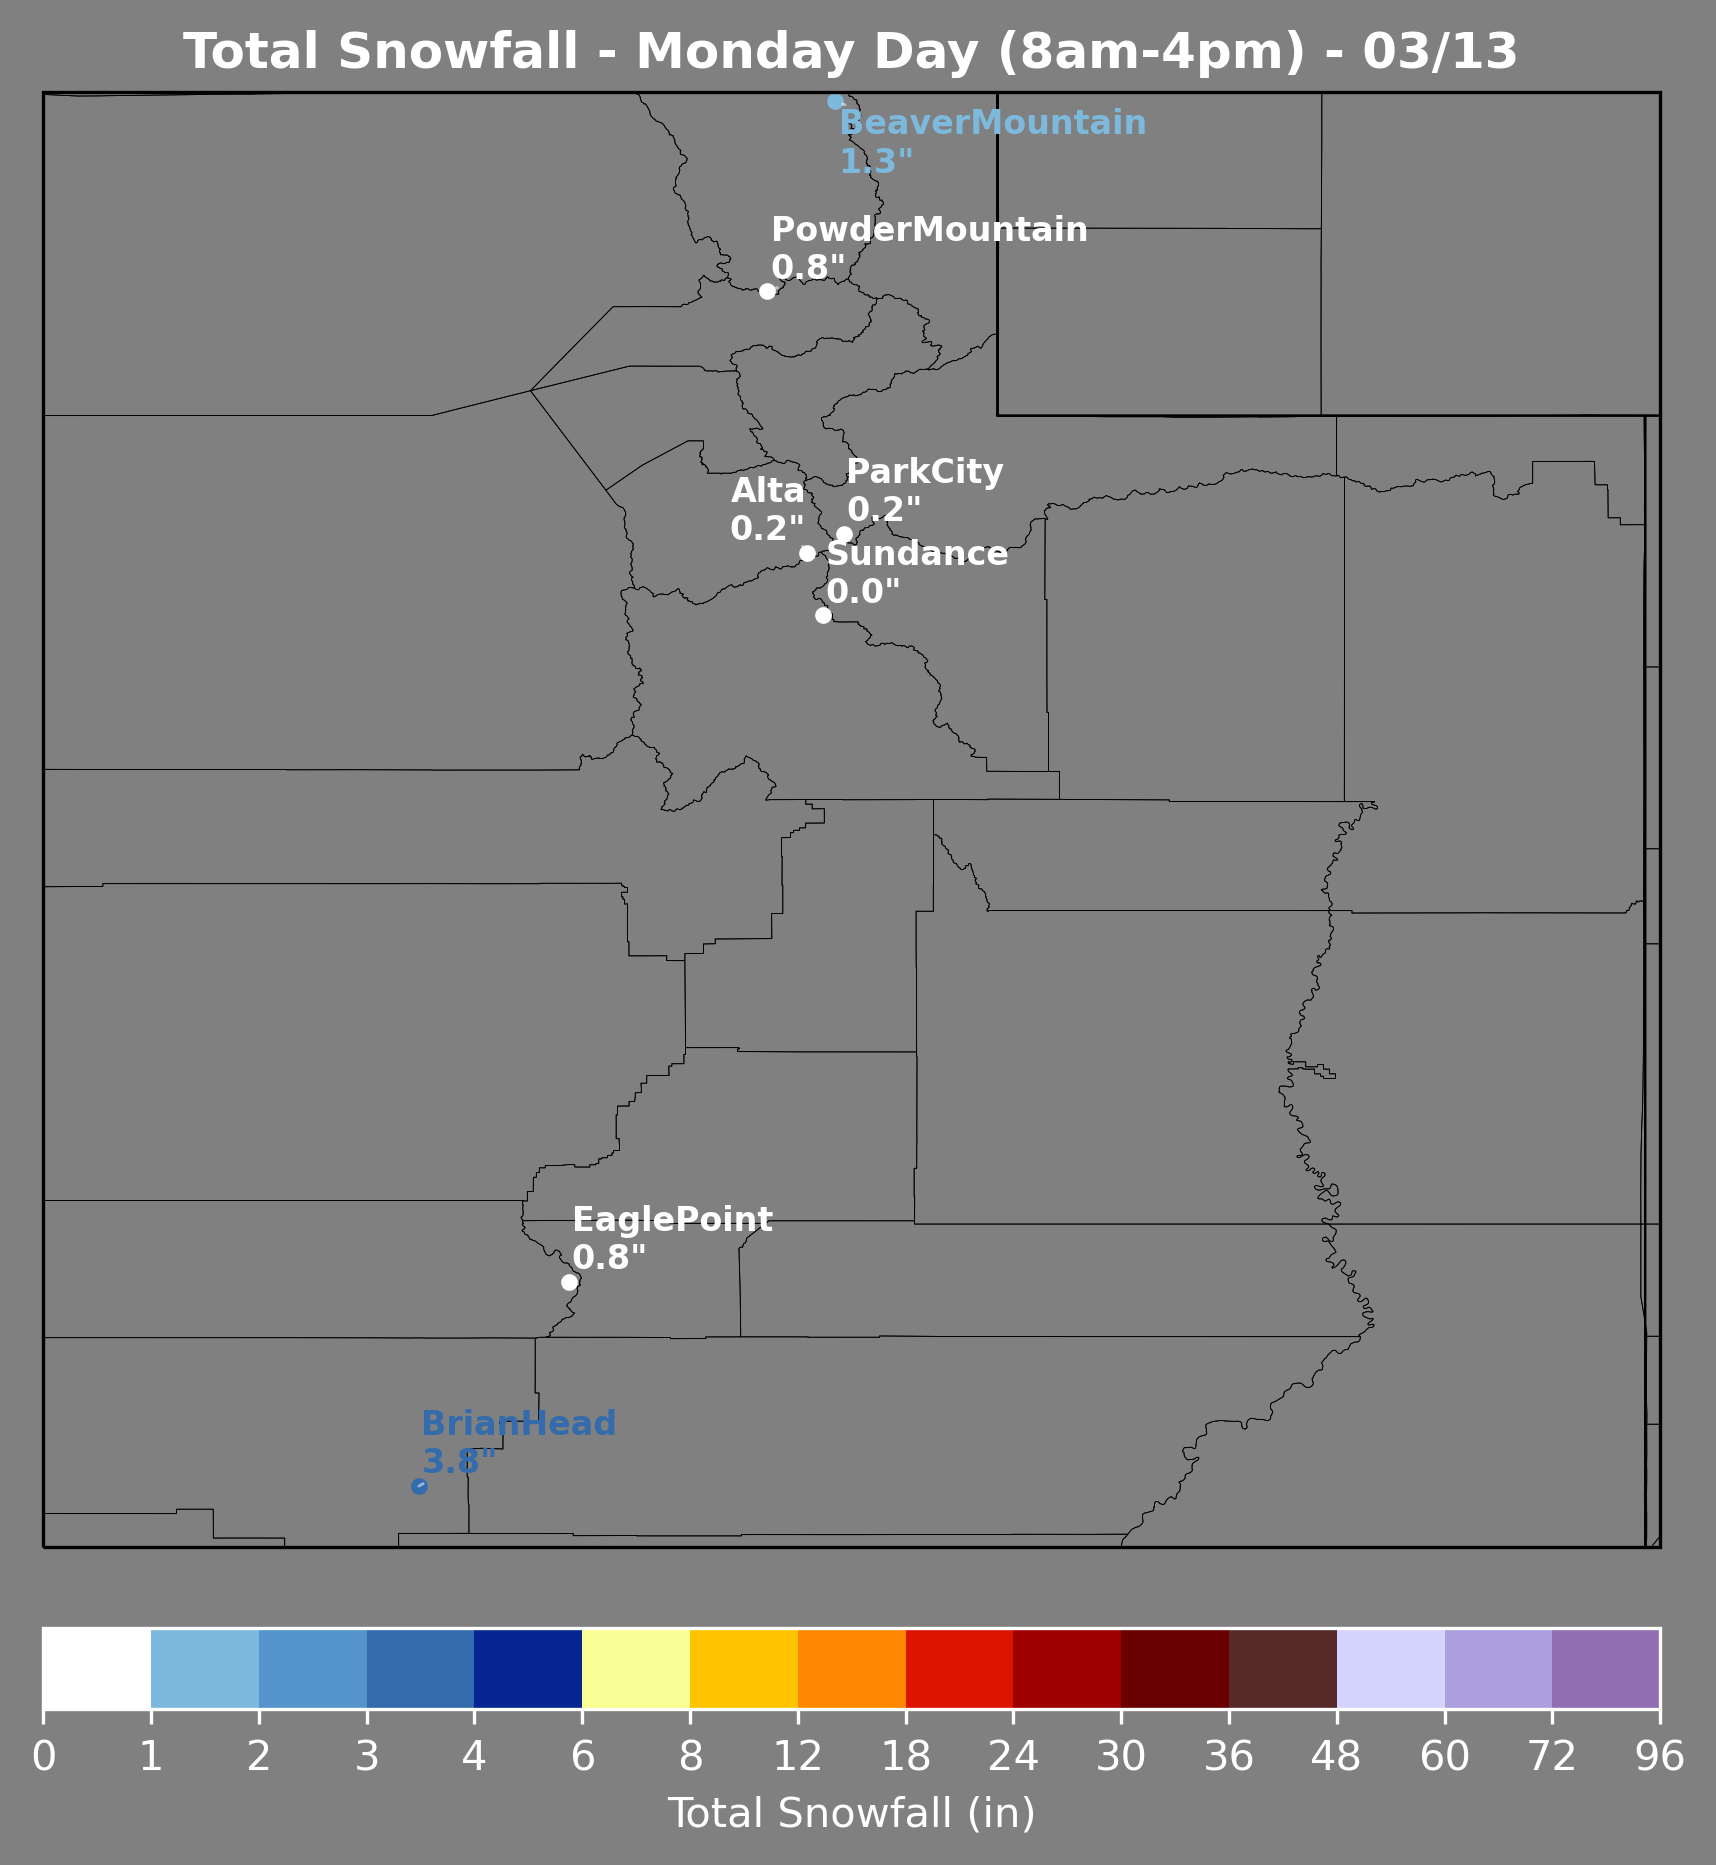 Total Snowfall - Monday Day (8am-4pm) - 03/13
BeaverMountain
1.3"
PowderMountain
0.8"
ParkCity
0.2"
Alta
0.2"
Sundance
0.0"
EaglePoint
0.8"
BrianHead
3.8"
0 1 2 3 4 6 8 12 18 24 30 36 48 60 72 96
Total Snowfall (in)